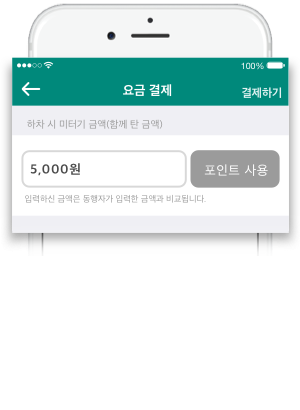 100%
요금 결제
결제하기
하차 시 미터기 금액(함께 탄 금액)
5,000원
포인트 사용
입력하신 금액은 동행자가 입력한 금액과 비교됩니다.